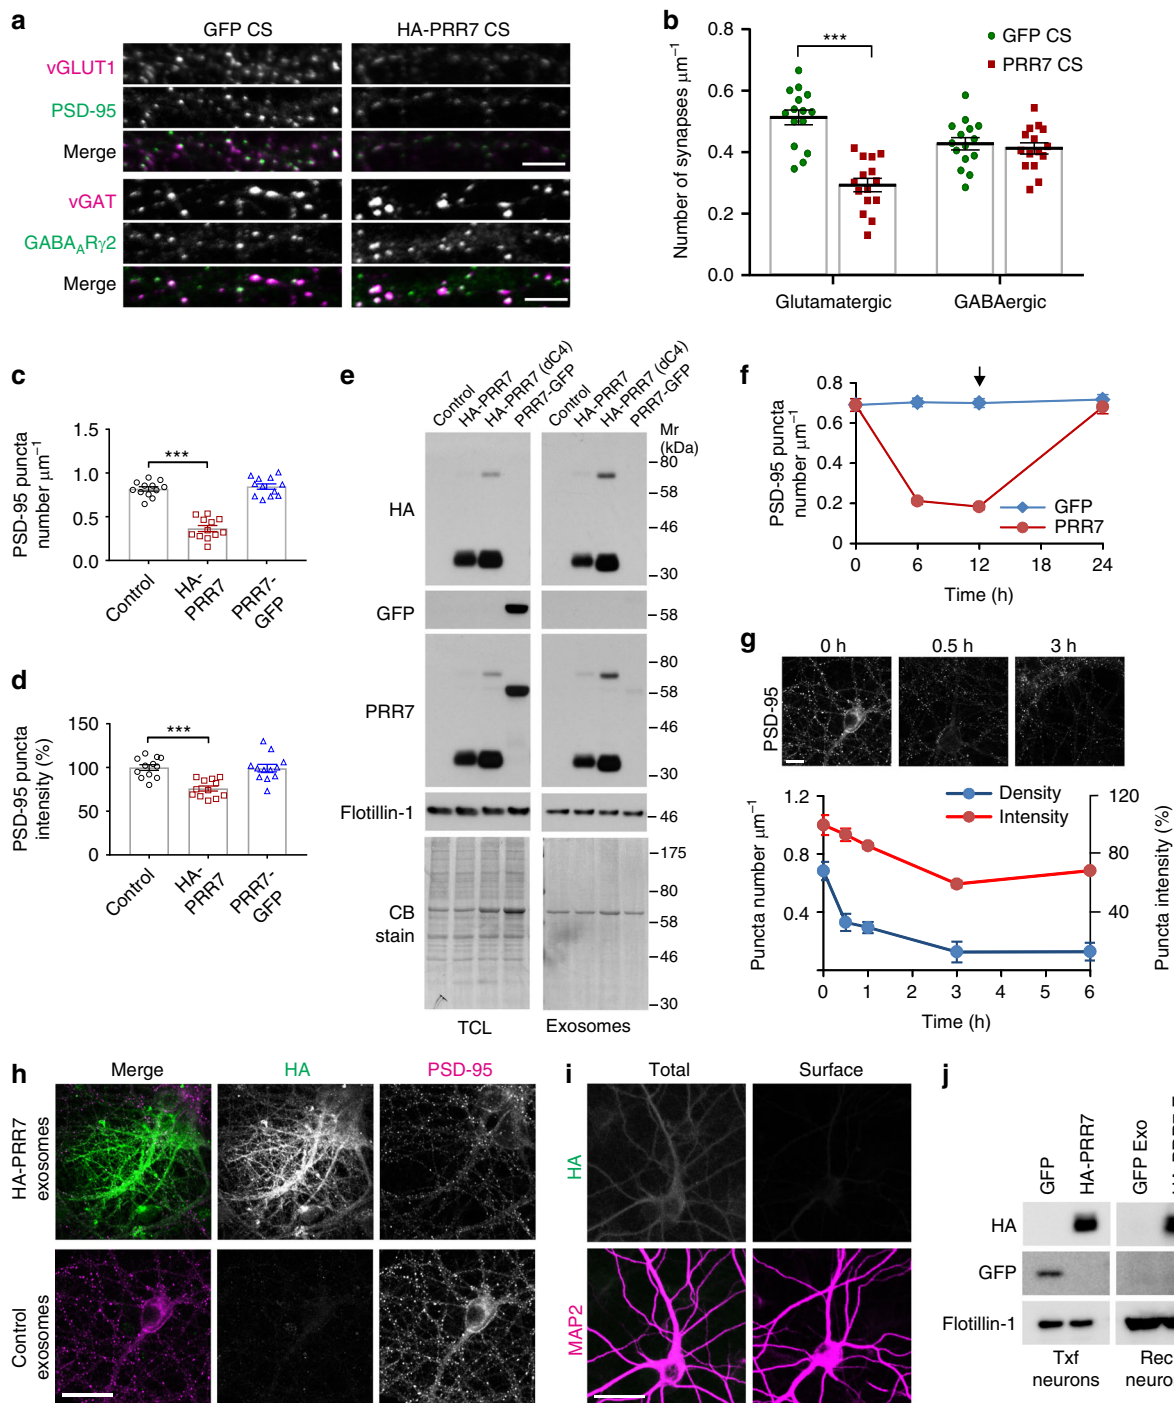 a
GFP CS
HA-PRR7 CS
vGLUT1
PSD-95
Merge
vGAT
GABA_ARγ2
Merge
b
Number of synapses μm⁻¹
0.8
0.6
0.4
0.2
0.0
***
GFP CS
PRR7 CS
Glutamatergic
GABAergic
c
PSD-95 puncta
number μm⁻¹
1.5
1.0
0.5
0.0
***
Control
HA-
PRR7
PRR7-
GFP
d
PSD-95 puncta
intensity (%)
150
100
50
0
***
Control
HA-
PRR7
PRR7-
GFP
e
Control
HA-PRR7
HA-PRR7 (dC4)
PRR7-GFP
Control
HA-PRR7
HA-PRR7 (dC4)
PRR7-GFP
Mr
(kDa)
HA
80
58
46
30
GFP
58
PRR7
80
58
46
30
Flotillin-1
46
CB
stain
175
80
58
46
30
TCL
Exosomes
f
PSD-95 puncta
number μm⁻¹
0.8
0.6
0.4
0.2
0
GFP
PRR7
0 6 12 18 24
Time (h)
g
0 h
0.5 h
3 h
PSD-95
Puncta number μm⁻¹
1.2
0.8
0.4
Density
Intensity
120
80
40
Puncta intensity (%)
0 1 2 3 4 5 6
Time (h)
h
Merge
HA
PSD-95
HA-PRR7
exosomes
Control
exosomes
i
Total
Surface
HA
MAP2
j
GFP
HA-PRR7
GFP Exo
HA
GFP
Flotillin-1
Txf
neurons
Rec
neuro